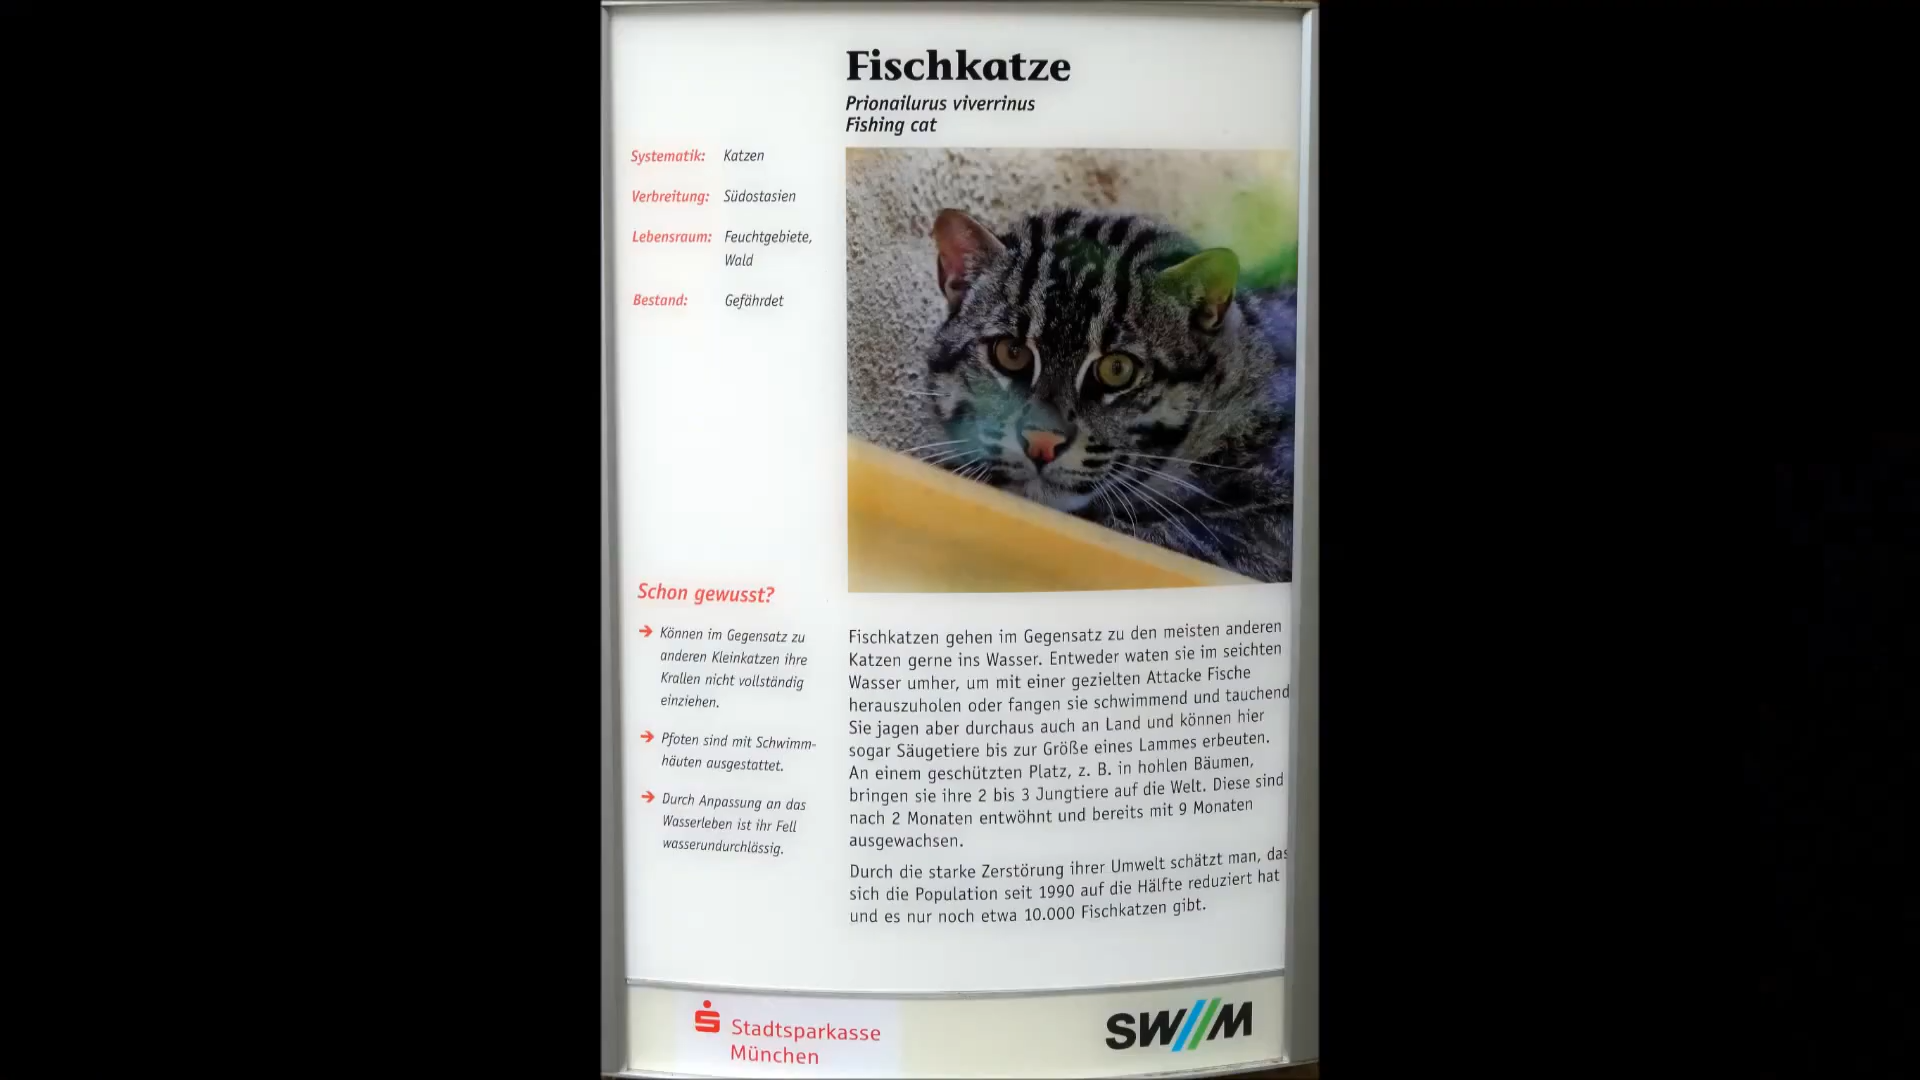 Fischkatze
Prionailurus viverrinus
Fishing cat
Systematik: Katzen
Verbreitung: Südostasien
Lebensraum: Feuchtgebiete,
Wald
Bestand: Gefährdet
Schon gewusst?
→ Können im Gegensatz zu
anderen Kleinkatzen ihre
Krallen nicht vollständig
einziehen.
→ Pfoten sind mit Schwimm-
häuten ausgestattet.
→ Durch Anpassung an das
Wasserleben ist ihr Fell
wasserundurchlässig.
Fischkatzen gehen im Gegensatz zu den meisten anderen
Katzen gerne ins Wasser. Entweder waten sie im seichten
Wasser umher, um mit einer gezielten Attacke Fische
herauszuholen oder fangen sie schwimmend und tauchend
Sie jagen aber durchaus auch an Land und können hier
sogar Säugetiere bis zur Größe eines Lammes erbeuten.
An einem geschützten Platz, z. B. in hohlen Bäumen,
bringen sie ihre 2 bis 3 Jungtiere auf die Welt. Diese sind
nach 2 Monaten entwöhnt und bereits mit 9 Monaten
ausgewachsen.
Durch die starke Zerstörung ihrer Umwelt schätzt man, das
sich die Population seit 1990 auf die Hälfte reduziert hat
und es nur noch etwa 10.000 Fischkatzen gibt.
Stadtsparkasse
München
SW//M